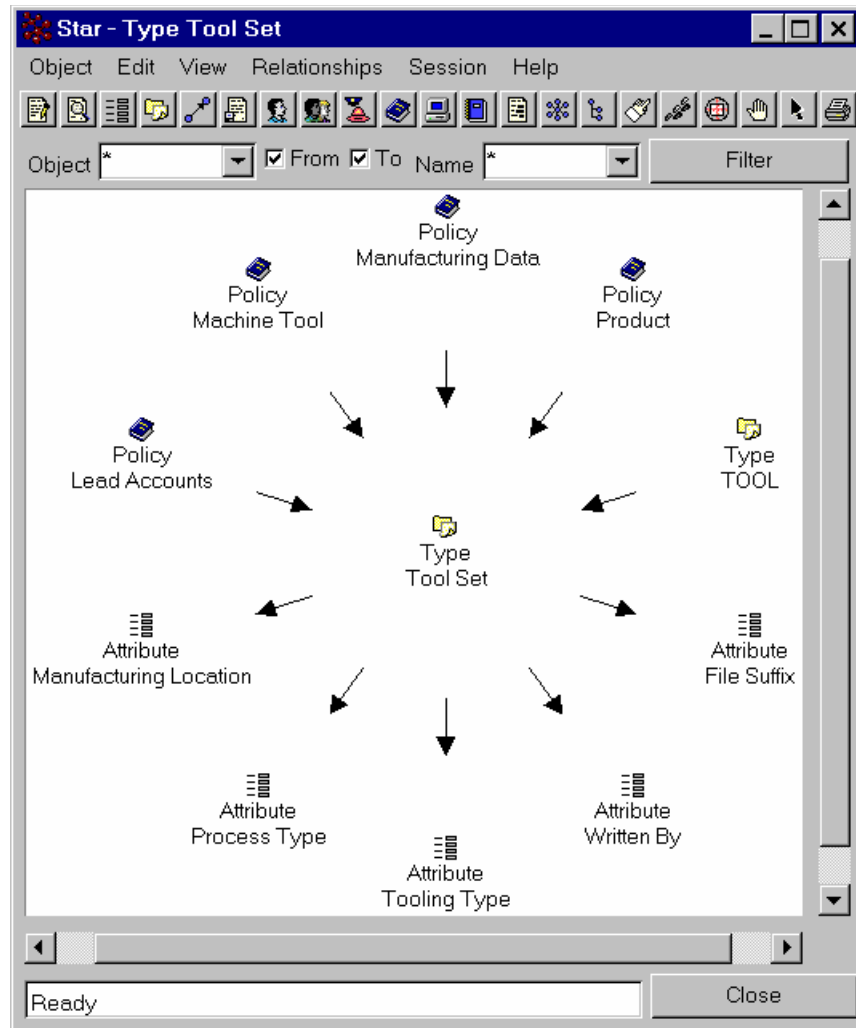 Star - Type Tool Set
Object Edit View Relationships Session Help
Object * From To Name * Filter
Policy
Manufacturing Data
Policy
Machine Tool
Policy
Product
Policy
Lead Accounts
Type
TOOL
Type
Tool Set
Attribute
Manufacturing Location
Attribute
File Suffix
Attribute
Process Type
Attribute
Written By
Attribute
Tooling Type
Ready
Close